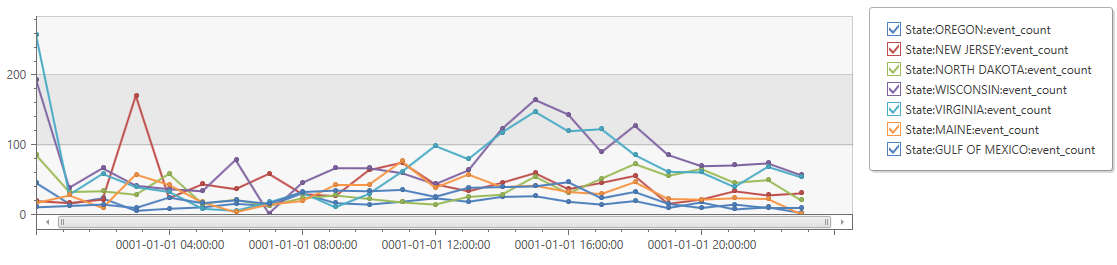 200
100
0
0001-01-01 04:00:00
0001-01-01 08:00:00
0001-01-01 12:00:00
0001-01-01 16:00:00
0001-01-01 20:00:00
State:OREGON:event_count
State:NEW JERSEY:event_count
State:NORTH DAKOTA:event_count
State:WISCONSIN:event_count
State:VIRGINIA:event_count
State:MAINE:event_count
State:GULF OF MEXICO:event_count